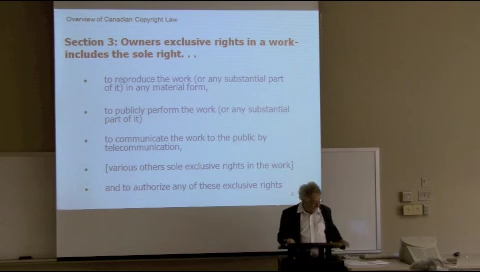 Overview of Canadian Copyright Law
Section 3: Owners exclusive rights in a work-
includes the sole right. . .
• to reproduce the work (or any substantial part
of it) in any material form,
• to publicly perform the work (or any substantial
part of it)
• to communicate the work to the public by
telecommunication,
• [various others sole exclusive rights in the work]
• and to authorize any of these exclusive rights